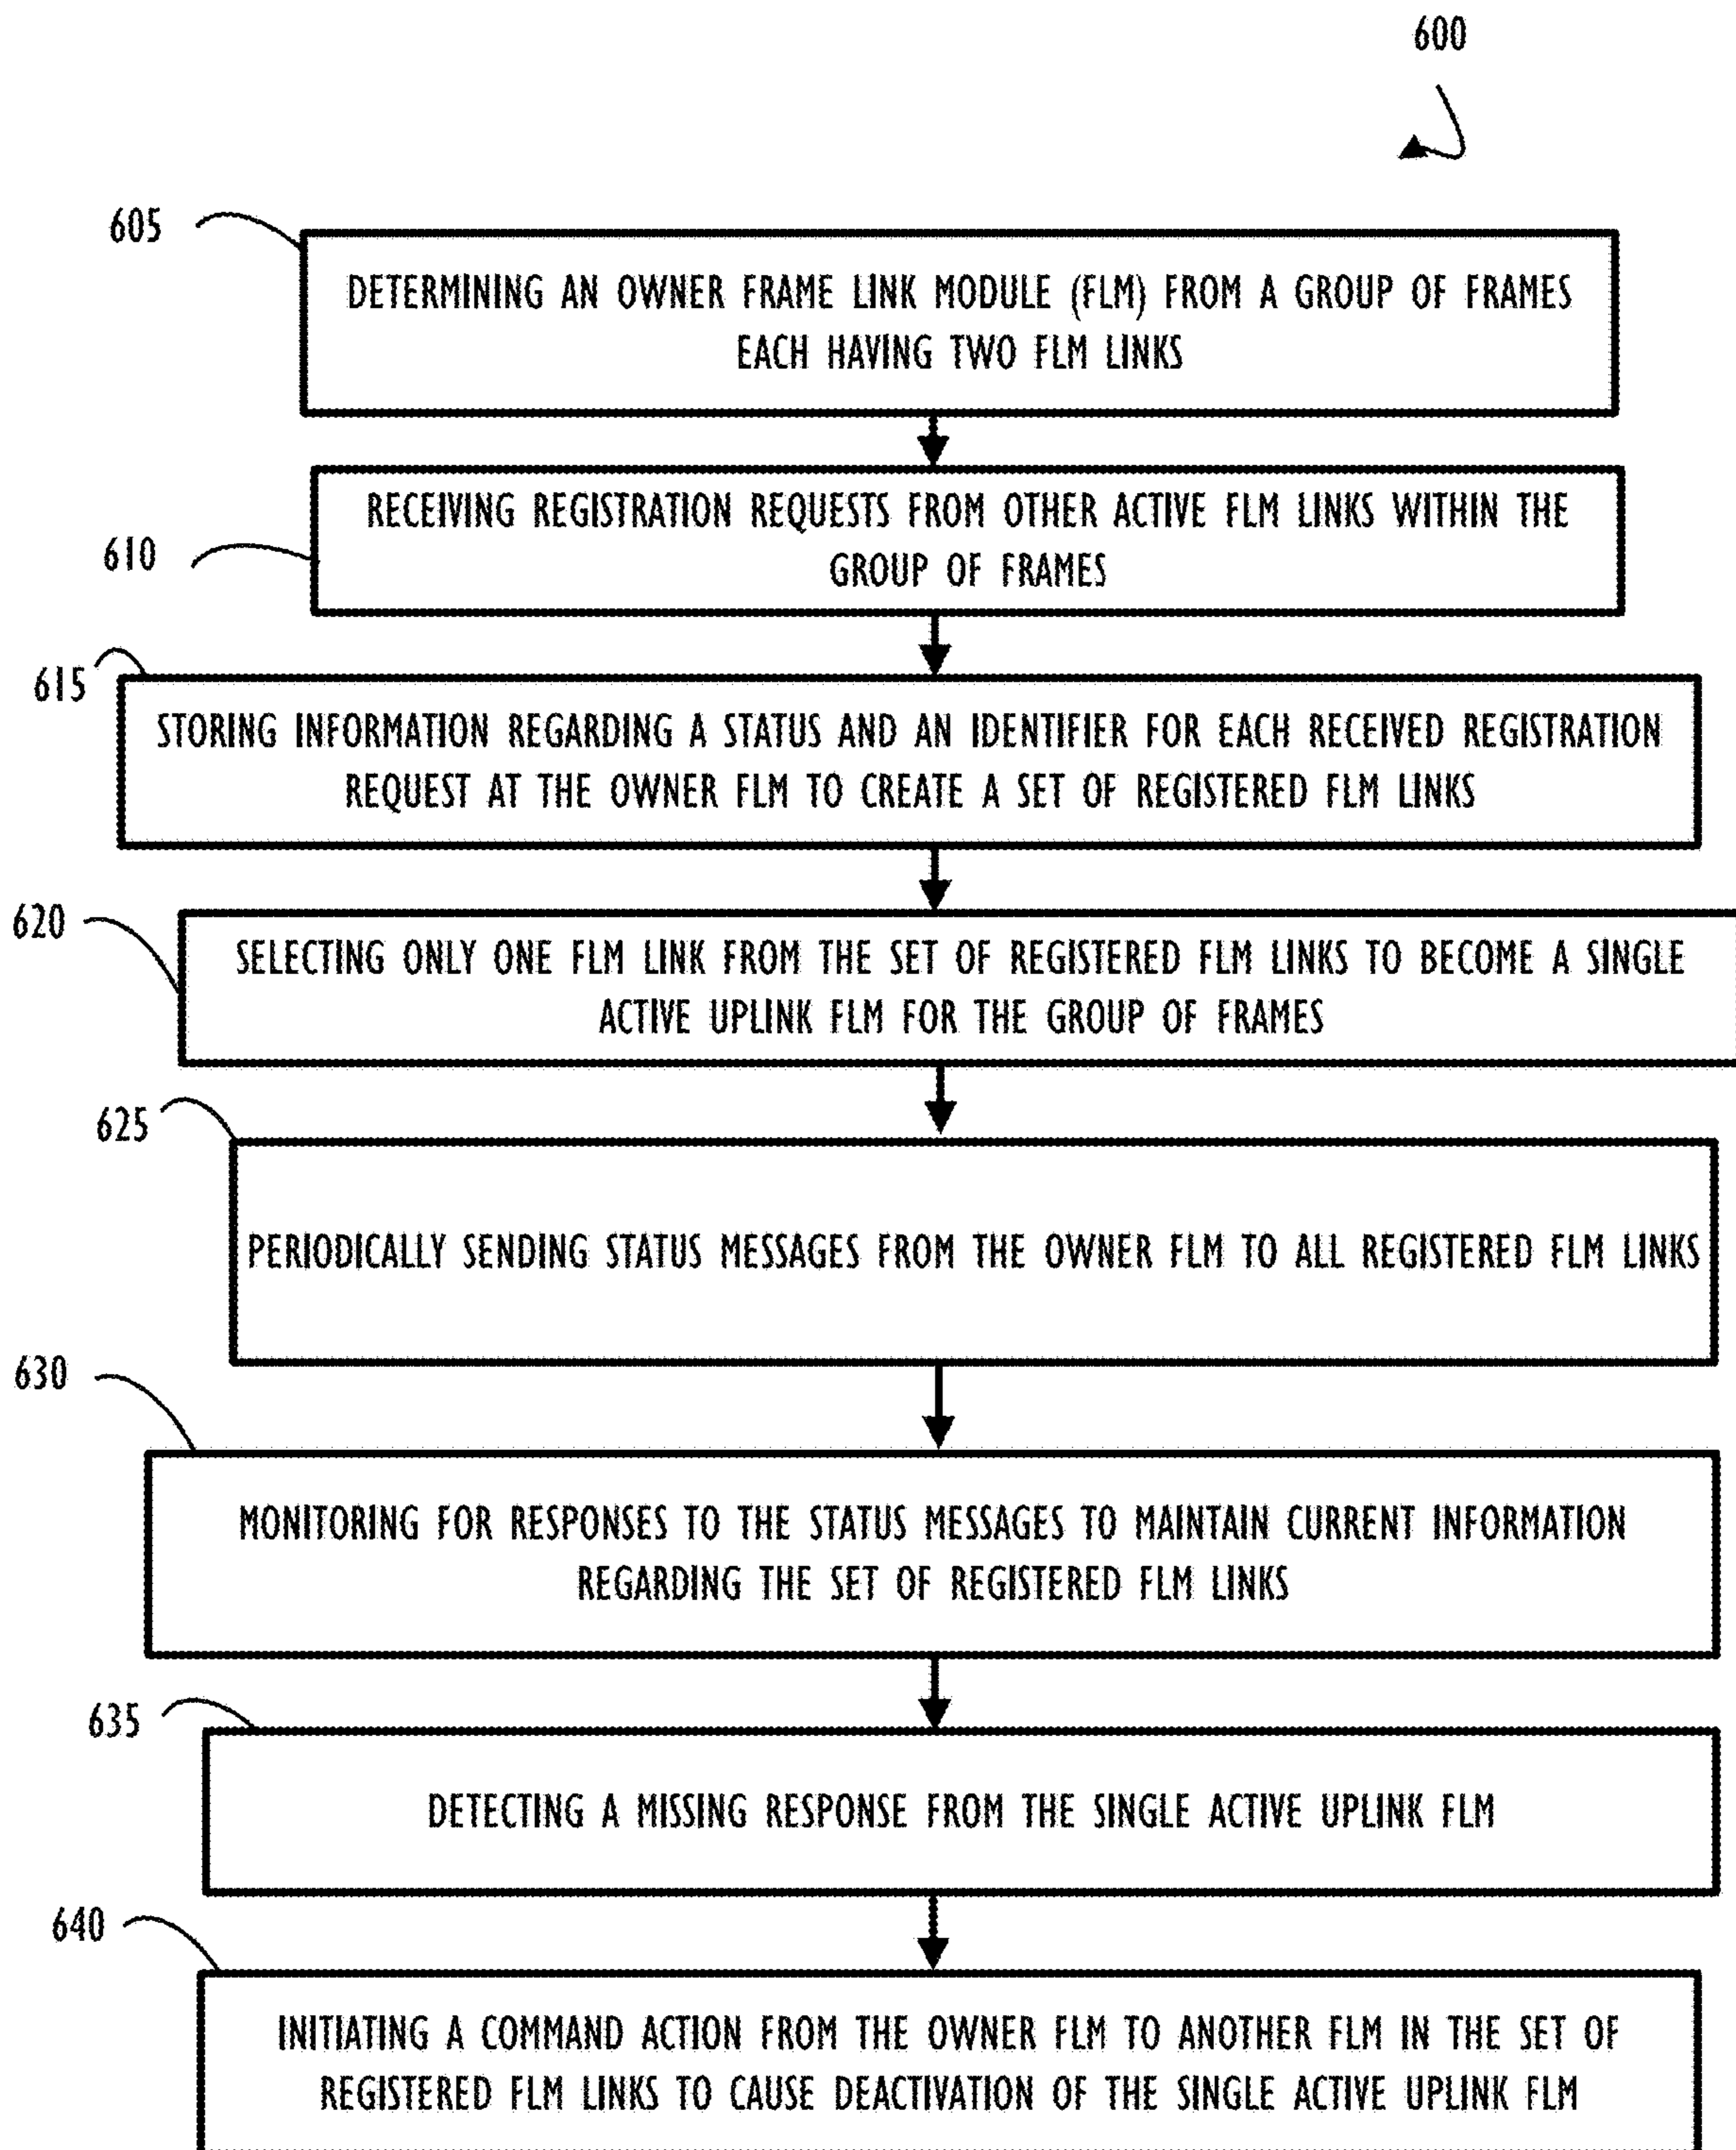 600
605
DETERMINING AN OWNER FRAME LINK MODULE (FLM) FROM A GROUP OF FRAMES
EACH HAVING TWO FLM LINKS
610
RECEIVING REGISTRATION REQUESTS FROM OTHER ACTIVE FLM LINKS WITHIN THE
GROUP OF FRAMES
615
STORING INFORMATION REGARDING A STATUS AND AN IDENTIFIER FOR EACH RECEIVED REGISTRATION
REQUEST AT THE OWNER FLM TO CREATE A SET OF REGISTERED FLM LINKS
620
SELECTING ONLY ONE FLM LINK FROM THE SET OF REGISTERED FLM LINKS TO BECOME A SINGLE
ACTIVE UPLINK FLM FOR THE GROUP OF FRAMES
625
PERIODICALLY SENDING STATUS MESSAGES FROM THE OWNER FLM TO ALL REGISTERED FLM LINKS
630
MONITORING FOR RESPONSES TO THE STATUS MESSAGES TO MAINTAIN CURRENT INFORMATION
REGARDING THE SET OF REGISTERED FLM LINKS
635
DETECTING A MISSING RESPONSE FROM THE SINGLE ACTIVE UPLINK FLM
640
INITIATING A COMMAND ACTION FROM THE OWNER FLM TO ANOTHER FLM IN THE SET OF
REGISTERED FLM LINKS TO CAUSE DEACTIVATION OF THE SINGLE ACTIVE UPLINK FLM